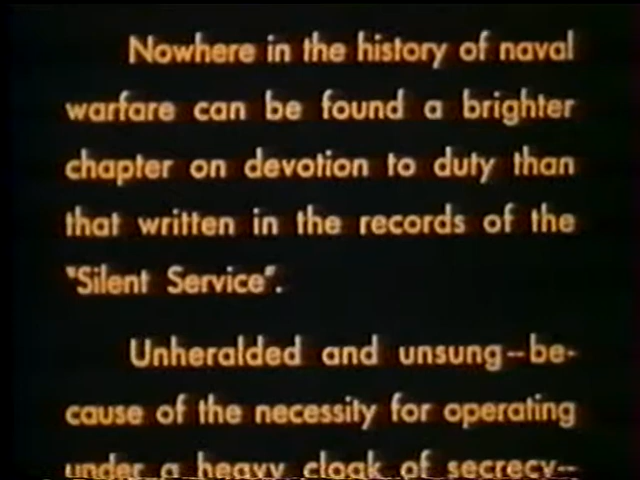 Nowhere in the history of naval
warfare can be found a brighter
chapter on devotion to duty than
that written in the records of the
"Silent Service".
Unheralded and unsung--be-
cause of the necessity for operating
under a heavy cloak of secrecy--